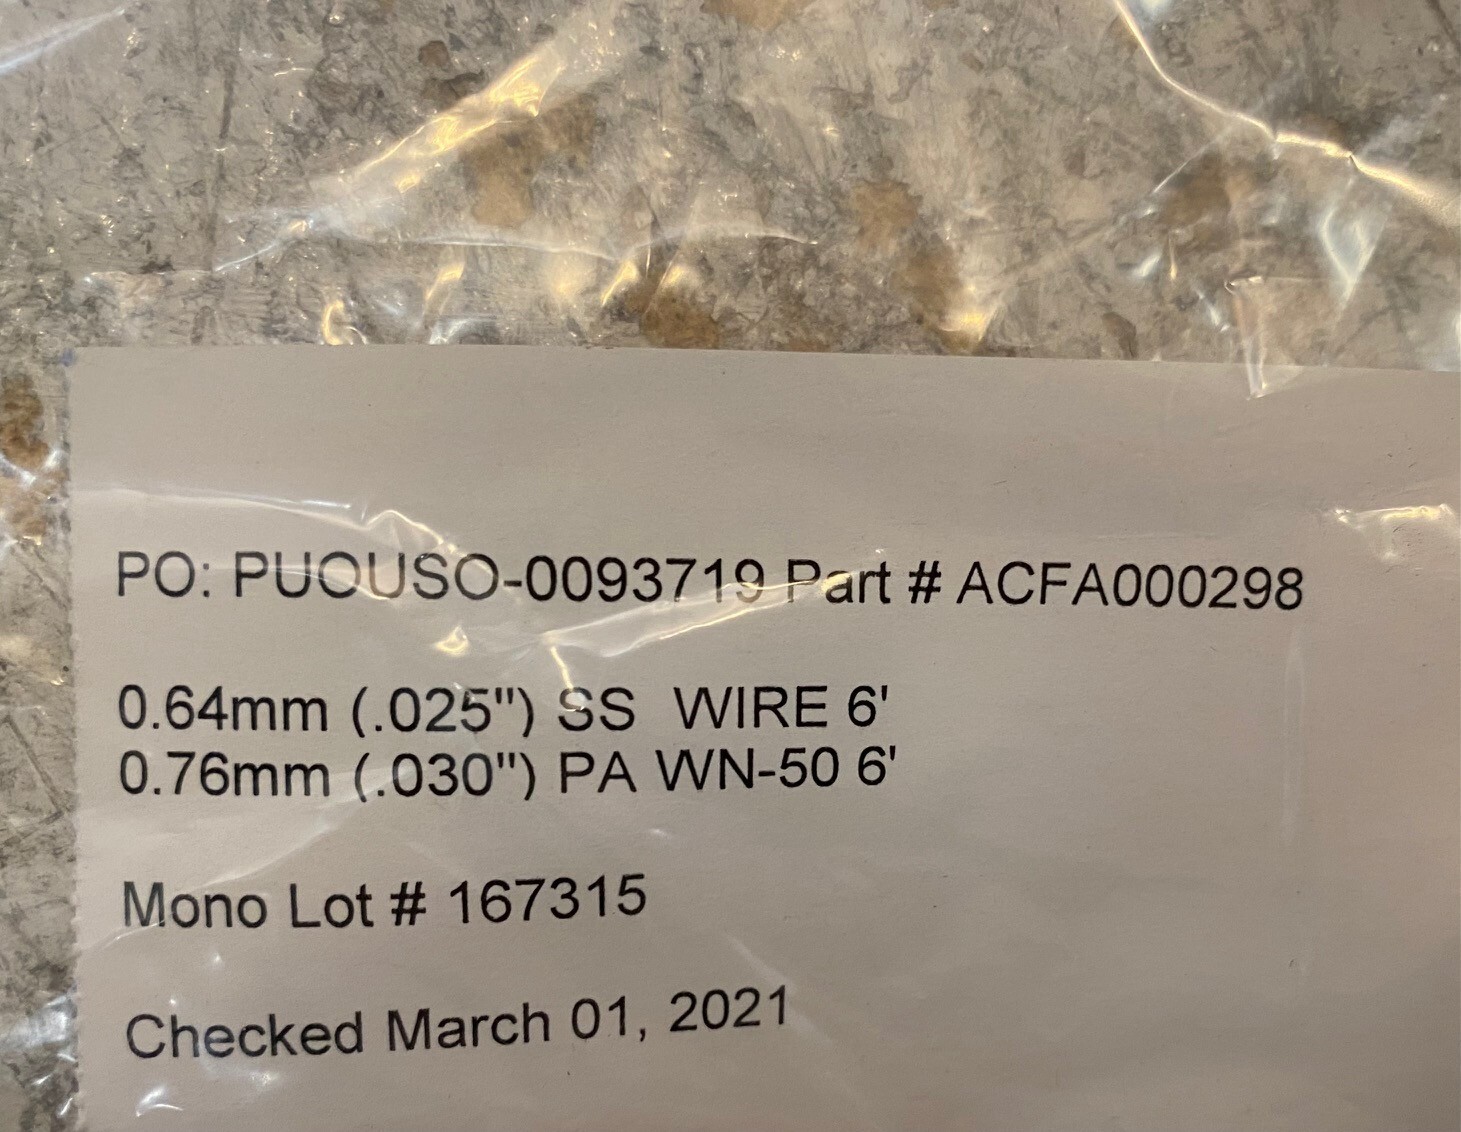 PO: PUOUSO-0093719 Part # ACFA000298
0.64mm (.025") SS WIRE 6'
0.76mm (.030") PA WN-50 6'
Mono Lot # 167315
Checked March 01, 2021